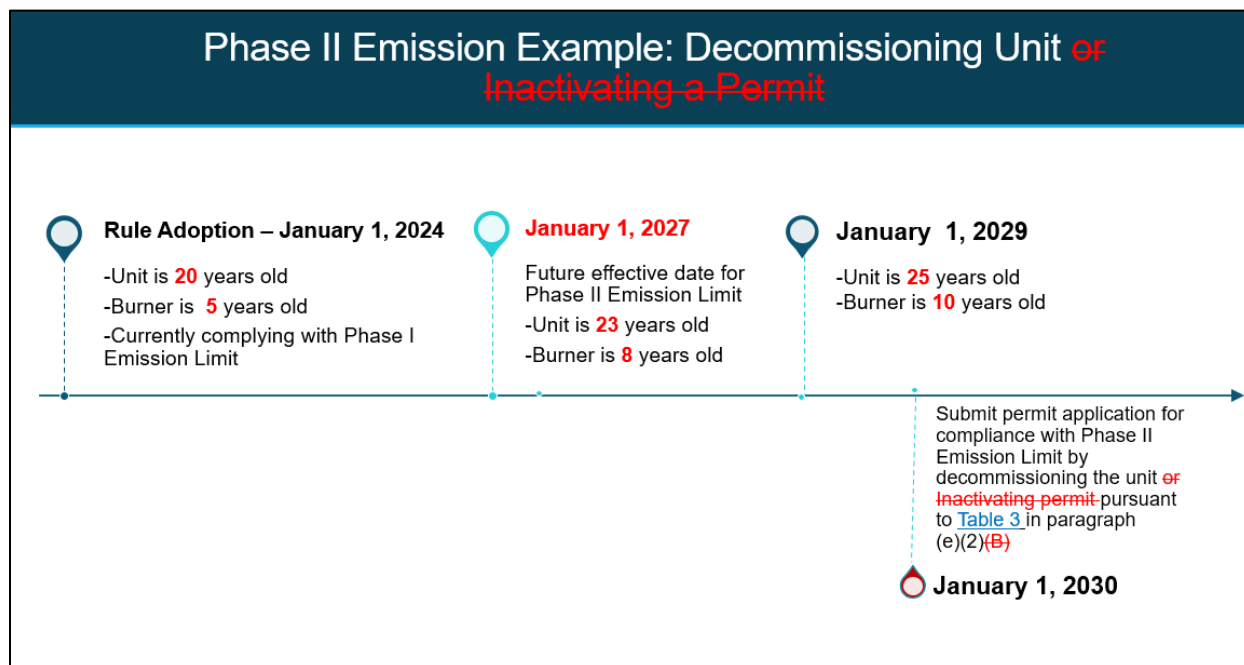 Phase II Emission Example: Decommissioning Unit or
Inactivating a Permit
Rule Adoption – January 1, 2024
-Unit is 20 years old
-Burner is  5 years old
-Currently complying with Phase I
Emission Limit
January 1, 2027
Future effective date for
Phase II Emission Limit
-Unit is 23 years old
-Burner is 8 years old
January  1, 2029
-Unit is 25 years old
-Burner is 10 years old
Submit permit application for
compliance with Phase II
Emission Limit by
decommissioning the unit or
Inactivating permit pursuant
to Table 3 in paragraph
(e)(2)(B)
January 1, 2030